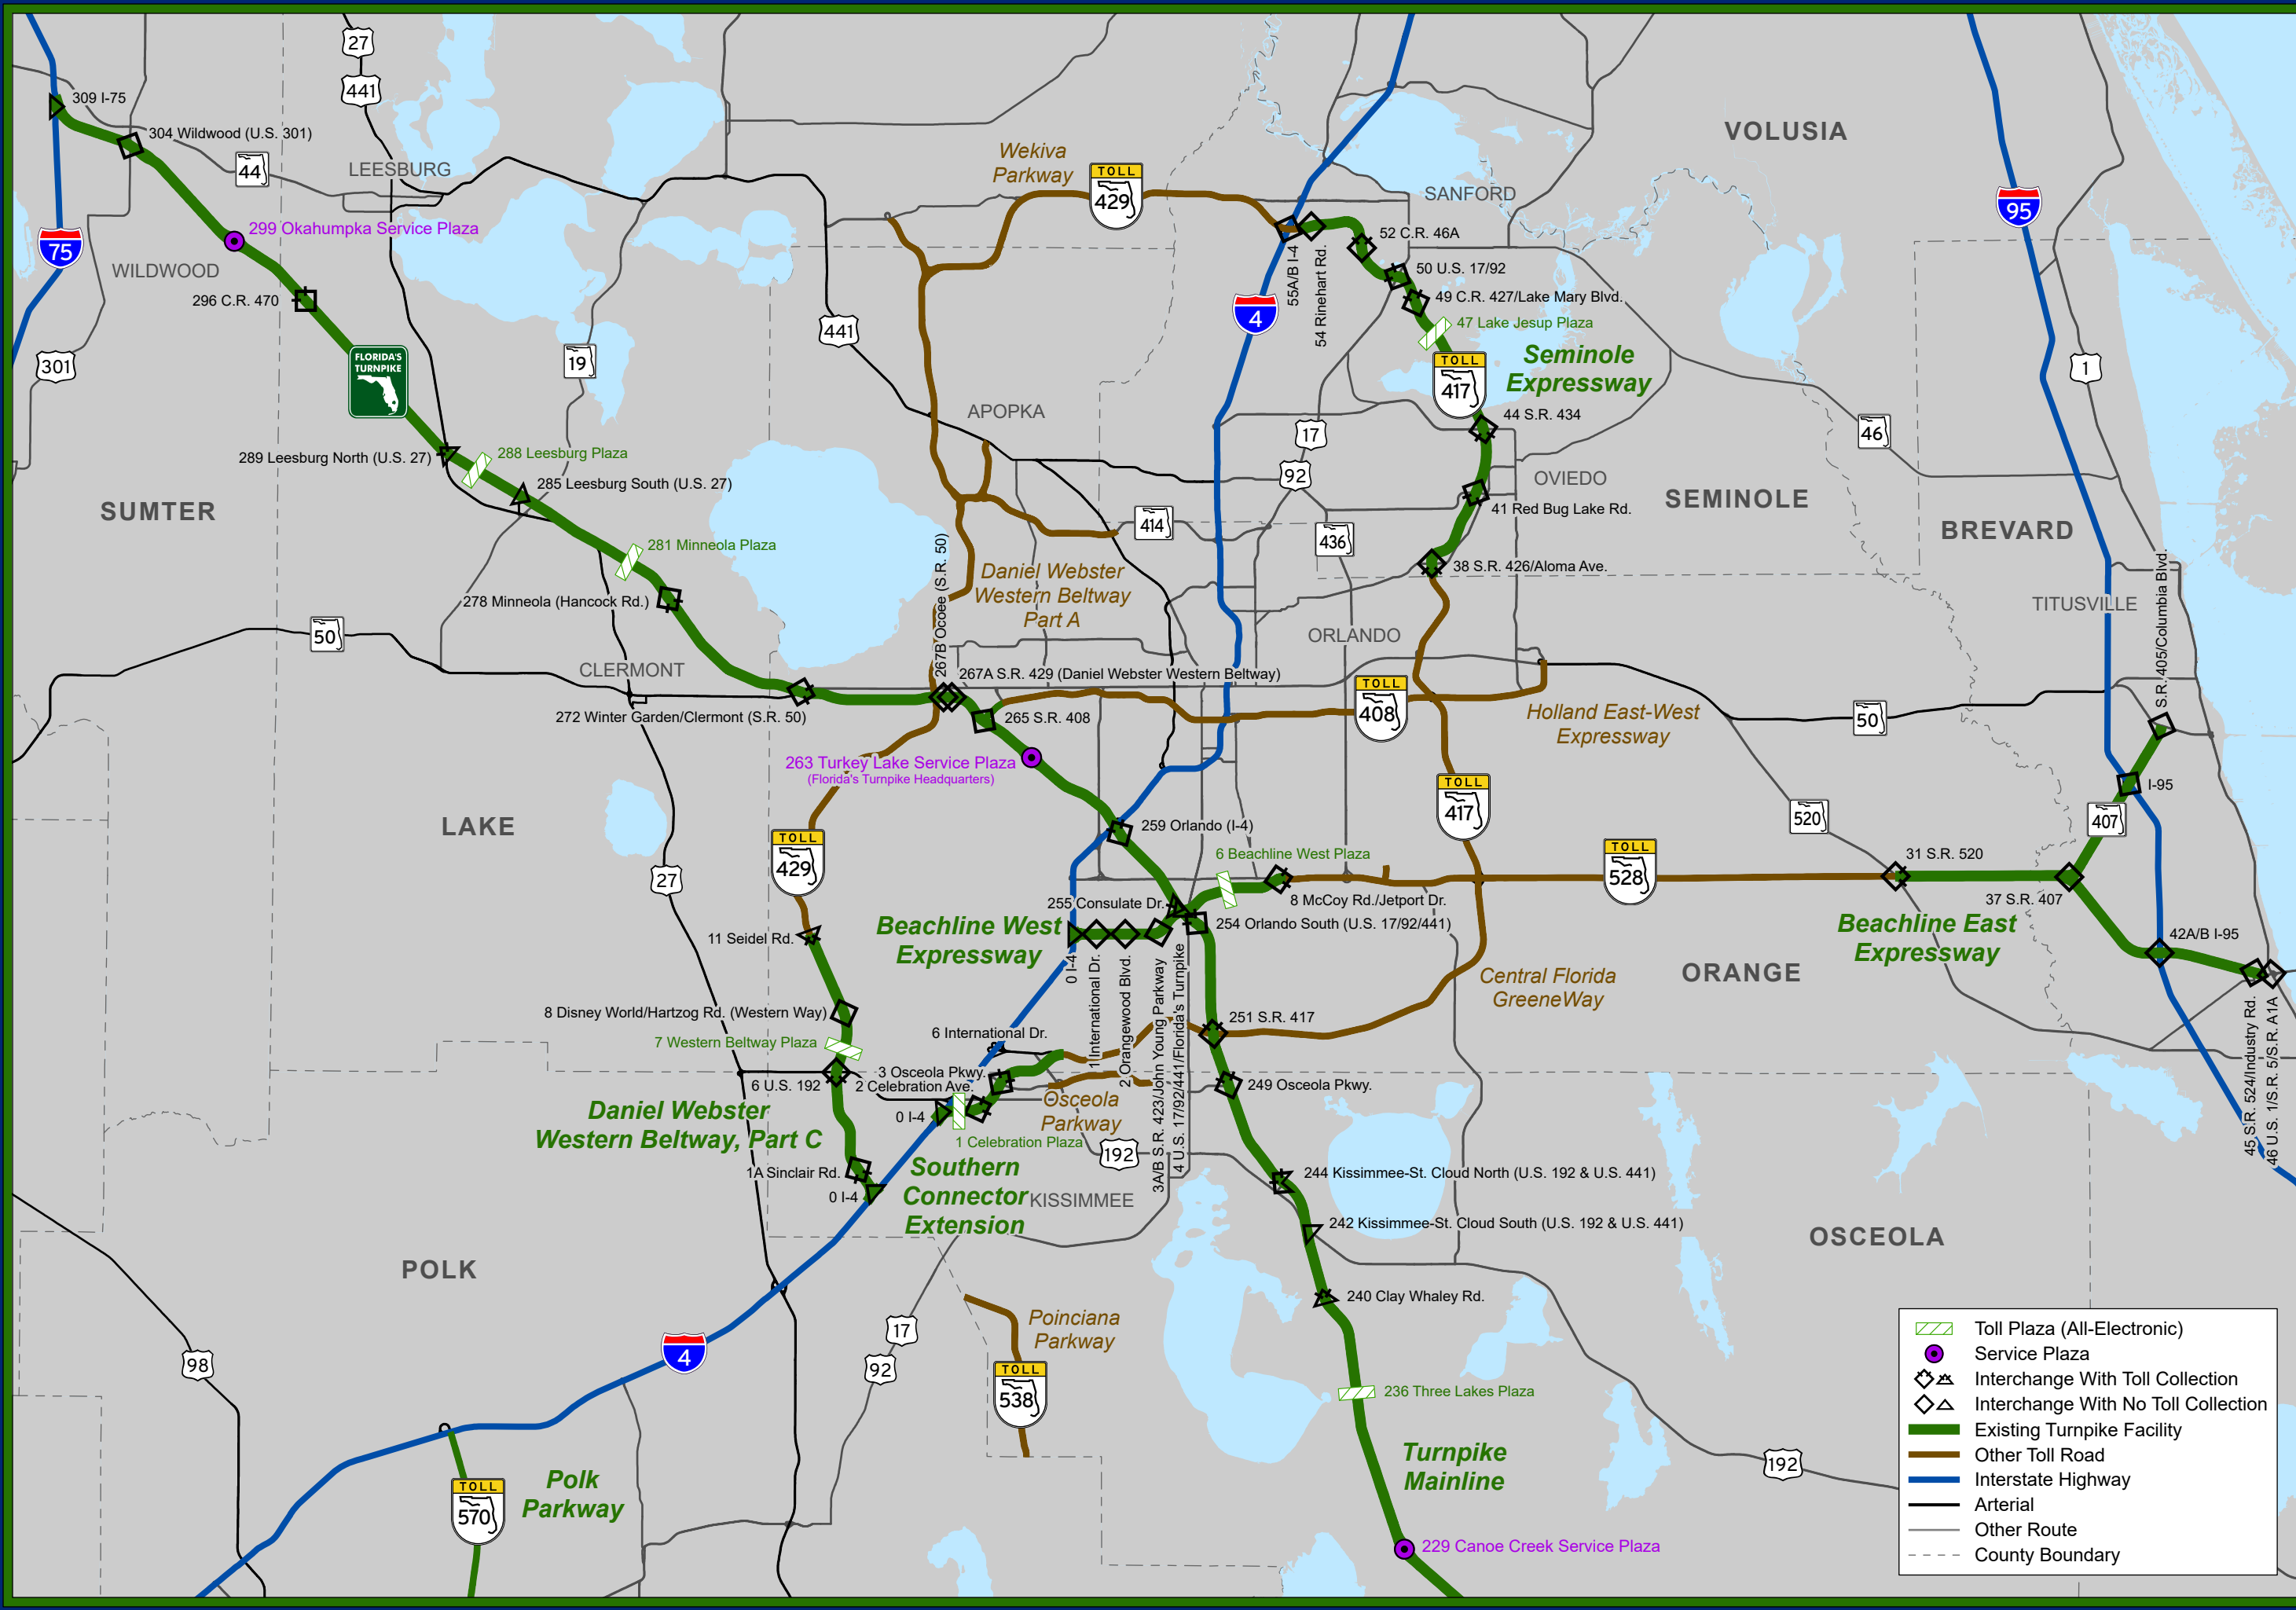 27
441
VOLUSIA
309 I-75
304 Wildwood (U.S. 301)
44
LEESBURG
Wekiva
Parkway
TOLL
429
SANFORD
95
75
299 Okahumpka Service Plaza
WILDWOOD
296 C.R. 470
52 C.R. 46A
50 U.S. 17/92
49 C.R. 427/Lake Mary Blvd.
47 Lake Jesup Plaza
55A/B I-4
54 Rinehart Rd.
4
441
301
19
FLORIDA'S
TURNPIKE
Seminole
Expressway
TOLL
417
1
APOPKA
44 S.R. 434
17
92
46
289 Leesburg North (U.S. 27)
288 Leesburg Plaza
285 Leesburg South (U.S. 27)
OVIEDO
41 Red Bug Lake Rd.
SUMTER
SEMINOLE
BREVARD
414
436
281 Minneola Plaza
38 S.R. 426/Aloma Ave.
278 Minneola (Hancock Rd.)
Daniel Webster
Western Beltway
Part A
267B Ocoee (S.R. 50)
TITUSVILLE
S.R. 405/Columbia Blvd.
50
ORLANDO
CLERMONT
267A S.R. 429 (Daniel Webster Western Beltway)
272 Winter Garden/Clermont (S.R. 50)
265 S.R. 408
TOLL
408
Holland East-West
Expressway
50
263 Turkey Lake Service Plaza
(Florida's Turnpike Headquarters)
I-95
407
520
LAKE
TOLL
429
259 Orlando (I-4)
TOLL
417
6 Beachline West Plaza
TOLL
528
31 S.R. 520
27
255 Consulate Dr.
8 McCoy Rd./Jetport Dr.
37 S.R. 407
Beachline West
Expressway
254 Orlando South (U.S. 17/92/441)
Beachline East
Expressway
42A/B I-95
11 Seidel Rd.
0 I-4
1 International Dr.
2 Orangewood Blvd.
3A/B S.R. 423/John Young Parkway
4 U.S. 17/92/441/Florida's Turnpike
Central Florida
GreeneWay
ORANGE
45 S.R. 524/Industry Rd.
46 U.S. 1/S.R. 5/S.R. A1A
8 Disney World/Hartzog Rd. (Western Way)
251 S.R. 417
7 Western Beltway Plaza
6 International Dr.
6 U.S. 192
3 Osceola Pkwy.
2 Celebration Ave.
249 Osceola Pkwy.
Osceola
Parkway
0 I-4
Daniel Webster
Western Beltway, Part C
1 Celebration Plaza
192
1A Sinclair Rd.
0 I-4
Southern
Connector
Extension
KISSIMMEE
244 Kissimmee-St. Cloud North (U.S. 192 & U.S. 441)
242 Kissimmee-St. Cloud South (U.S. 192 & U.S. 441)
OSCEOLA
POLK
240 Clay Whaley Rd.
Poinciana
Parkway
17
92
4
98
TOLL
538
236 Three Lakes Plaza
Turnpike
Mainline
192
Polk
Parkway
TOLL
570
229 Canoe Creek Service Plaza
Toll Plaza (All-Electronic)
Service Plaza
Interchange With Toll Collection
Interchange With No Toll Collection
Existing Turnpike Facility
Other Toll Road
Interstate Highway
Arterial
Other Route
County Boundary